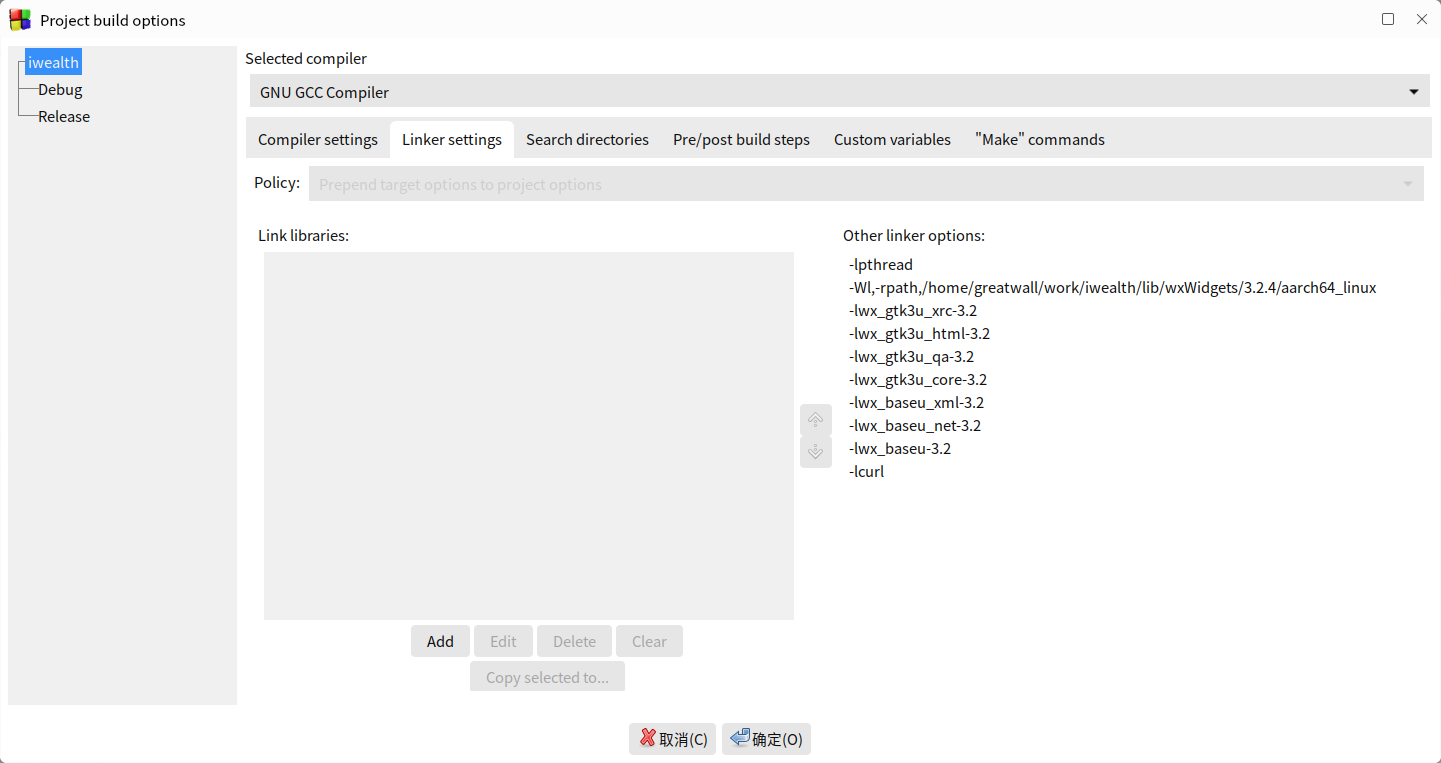 Project build options
iwealth
Debug
Release
Selected compiler
GNU GCC Compiler
Compiler settings
Linker settings
Search directories
Pre/post build steps
Custom variables
"Make" commands
Policy:
Prepend target options to project options
Link libraries:
Other linker options:
-lpthread
-Wl,-rpath,/home/greatwall/work/iwealth/lib/wxWidgets/3.2.4/aarch64_linux
-lwx_gtk3u_xrc-3.2
-lwx_gtk3u_html-3.2
-lwx_gtk3u_qa-3.2
-lwx_gtk3u_core-3.2
-lwx_baseu_xml-3.2
-lwx_baseu_net-3.2
-lwx_baseu-3.2
-lcurl
Add
Edit
Delete
Clear
Copy selected to...
取消(C)
确定(O)